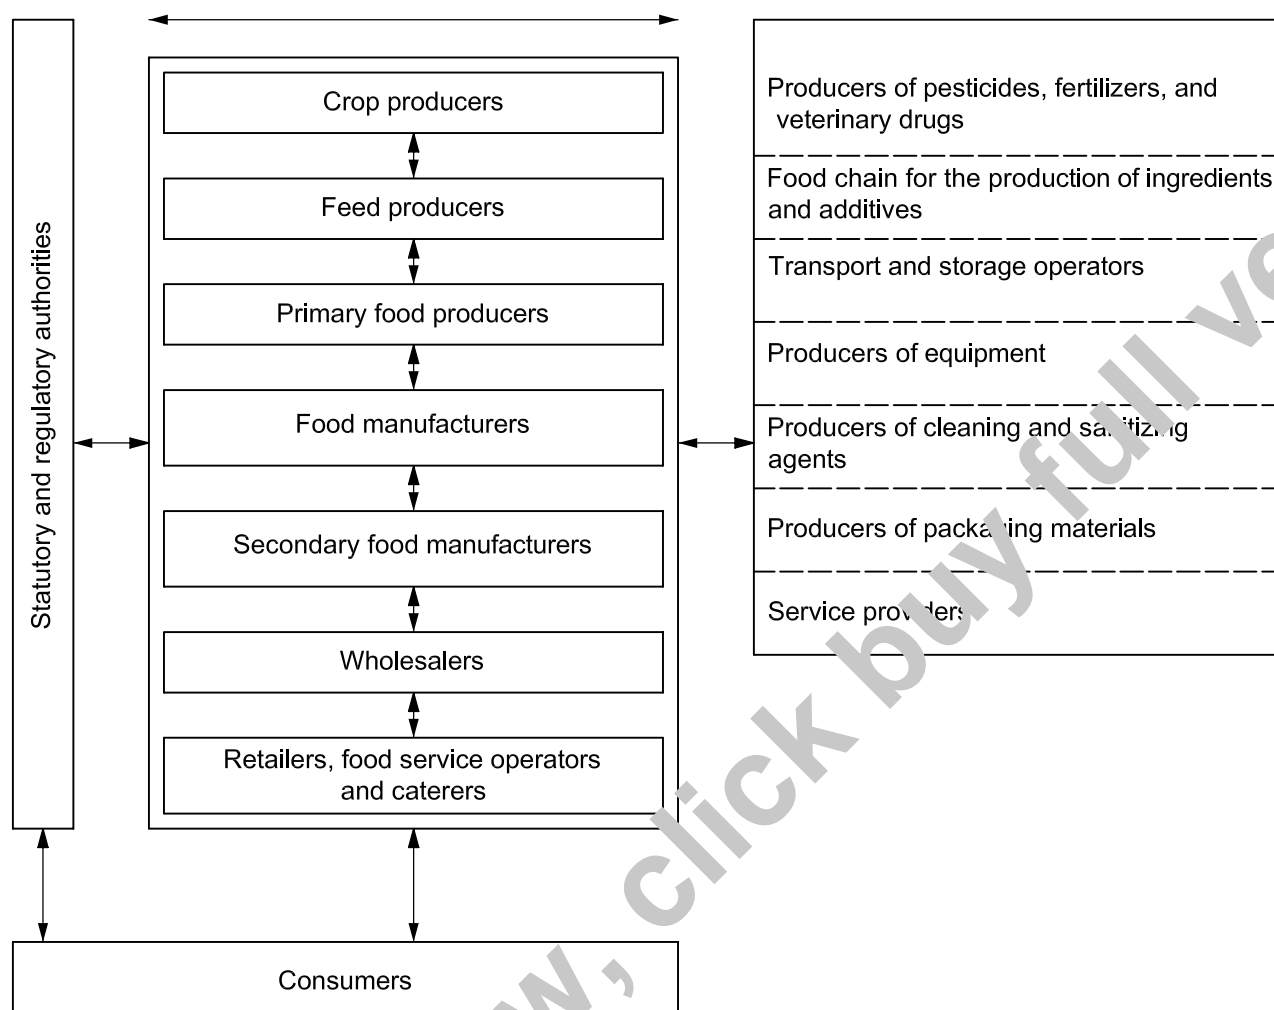 Statutory and regulatory authorities
Crop producers
Feed producers
Primary food producers
Food manufacturers
Secondary food manufacturers
Wholesalers
Retailers, food service operators
and caterers
Consumers
Producers of pesticides, fertilizers, and
veterinary drugs
Food chain for the production of ingredients
and additives
Transport and storage operators
Producers of equipment
Producers of cleaning and sanitizing
agents
Producers of packaging materials
Service providers
click buy full